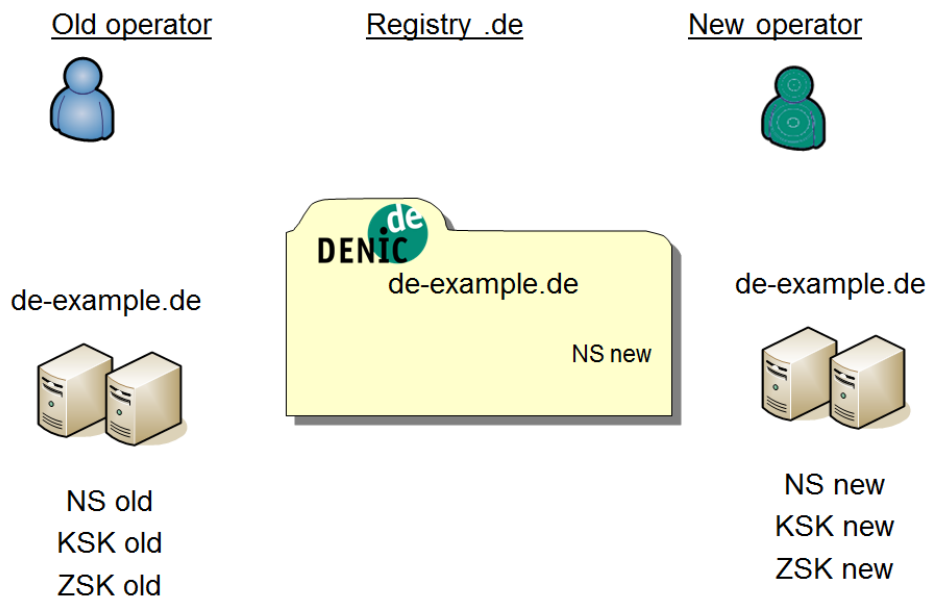 Old operator
Registry .de
New operator
de
DENIC
de-example.de
NS new
de-example.de
NS old
KSK old
ZSK old
de-example.de
NS new
KSK new
ZSK new